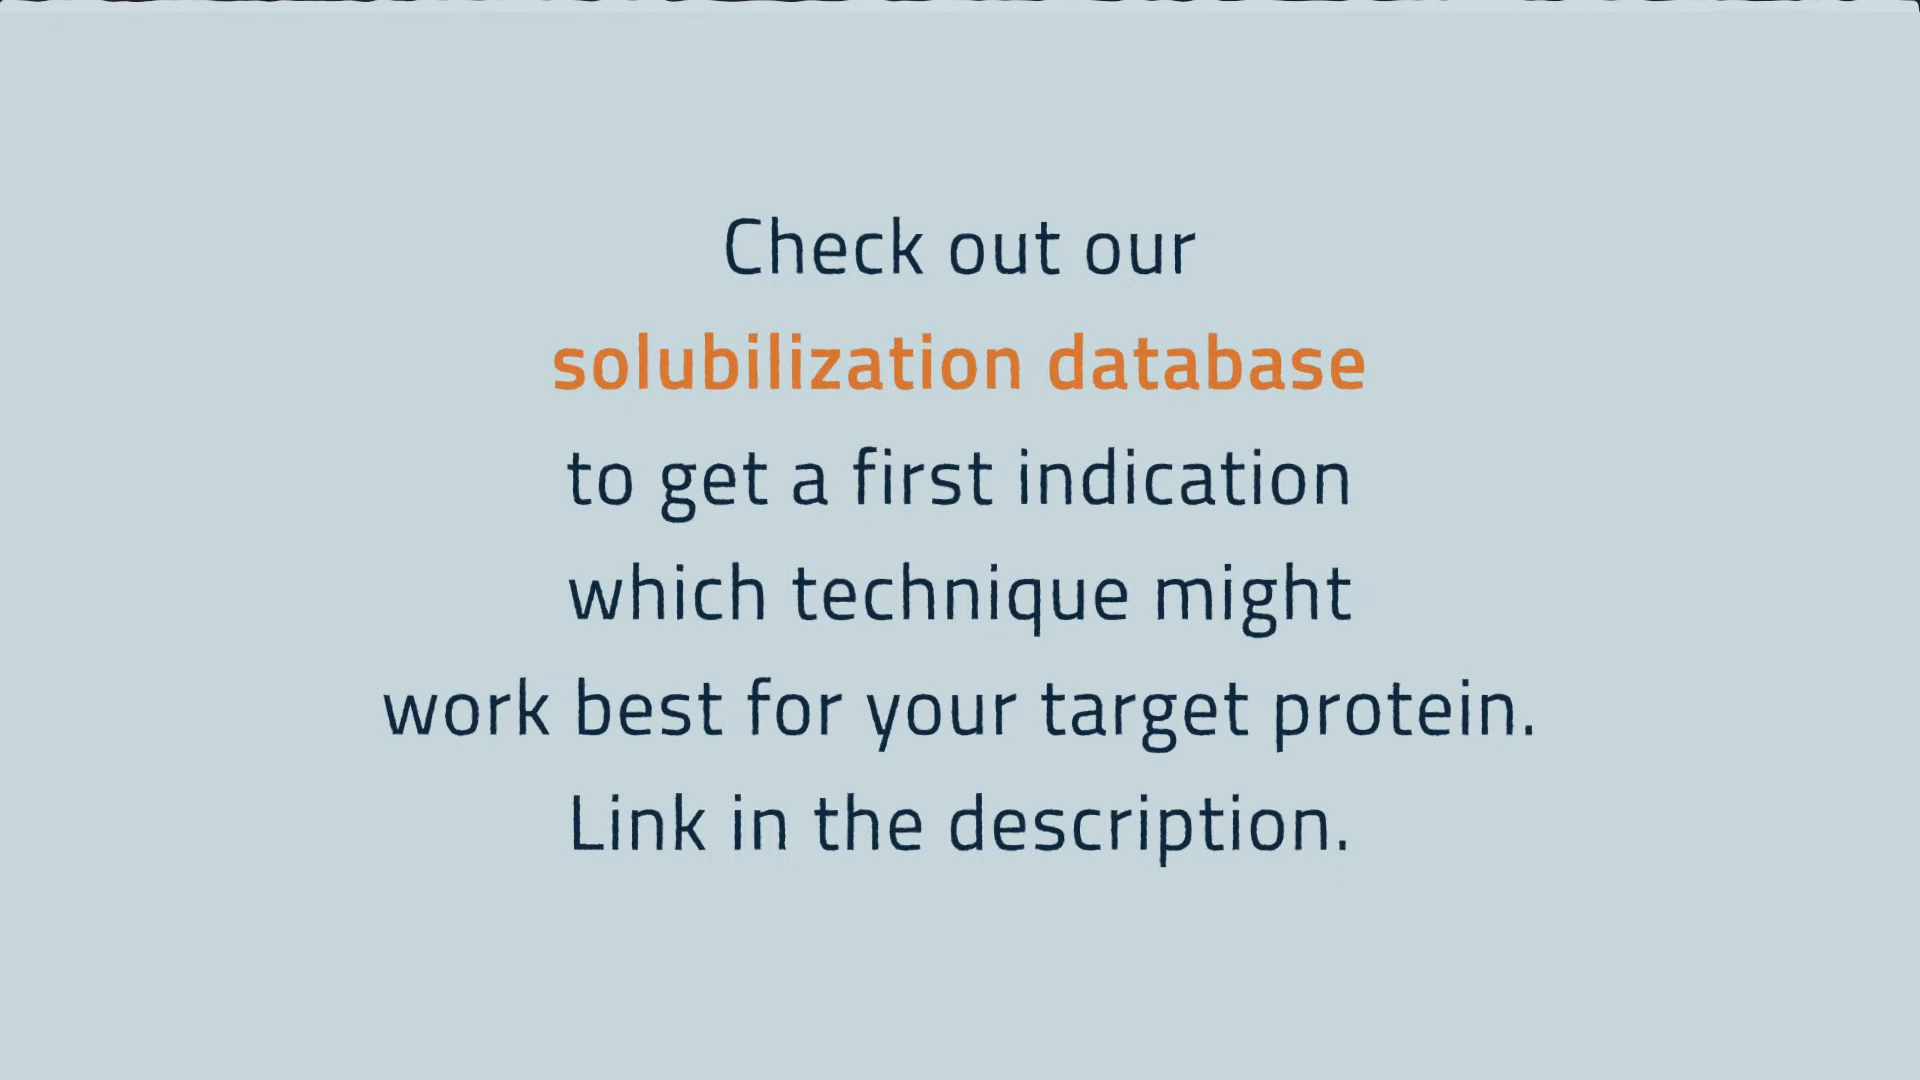 Check out our
solubilization database
to get a first indication
which technique might
work best for your target protein.
Link in the description.